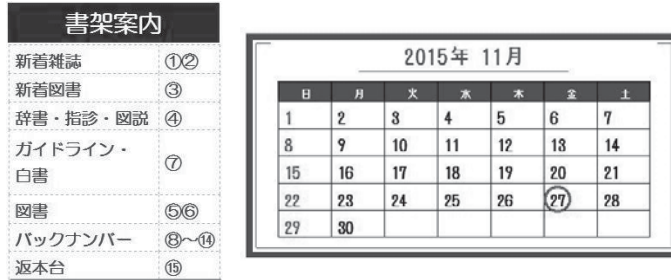 書架案内
新着雑誌 ①②
新着図書 ③
辞書・指診・図説 ④
ガイドライン・
白書 ⑦
図書 ⑤⑥
バックナンバー ⑧～⑭
返本台 ⑮
2015年 11月
日 月 火 水 木 金 土
1 2 3 4 5 6 7
8 9 10 11 12 13 14
15 16 17 18 19 20 21
22 23 24 25 26 27 28
29 30